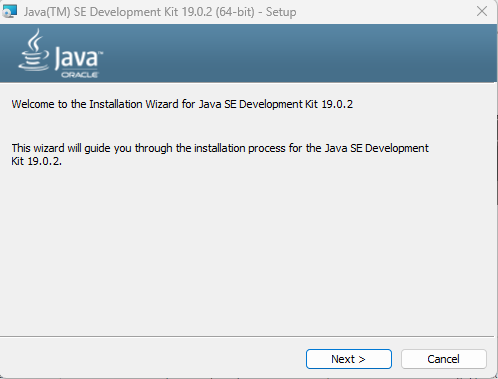 Java(TM) SE Development Kit 19.0.2 (64-bit) - Setup
Java™
ORACLE
Welcome to the Installation Wizard for Java SE Development Kit 19.0.2
This wizard will guide you through the installation process for the Java SE Development
Kit 19.0.2.
Next >
Cancel